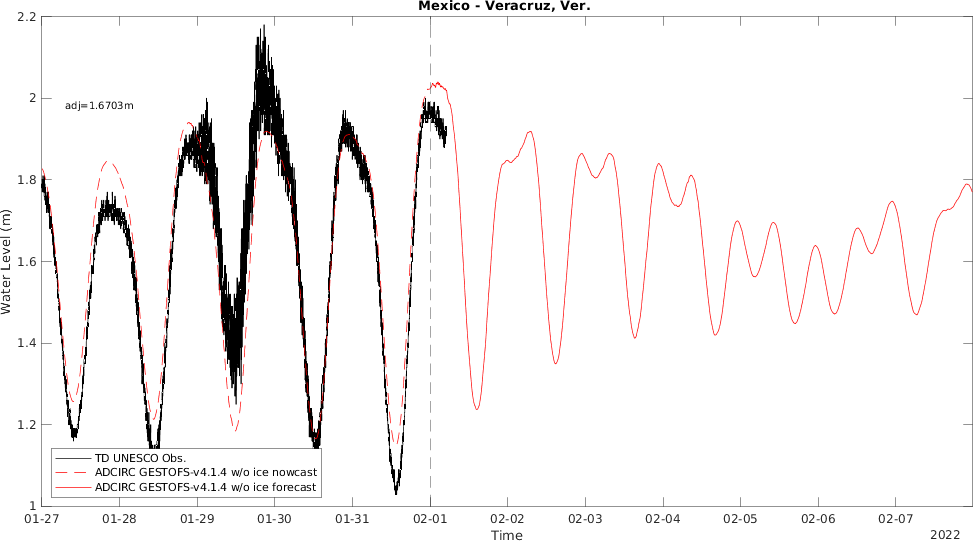 Mexico - Veracruz, Ver.
2.2
2
1.8
1.6
1.4
1.2
1
Water Level (m)
adj=1.6703m
TD UNESCO Obs.
ADCIRC GESTOFS-v4.1.4 w/o ice nowcast
ADCIRC GESTOFS-v4.1.4 w/o ice forecast
01-27 01-28 01-29 01-30 01-31 02-01 02-02 02-03 02-04 02-05 02-06 02-07
Time
2022